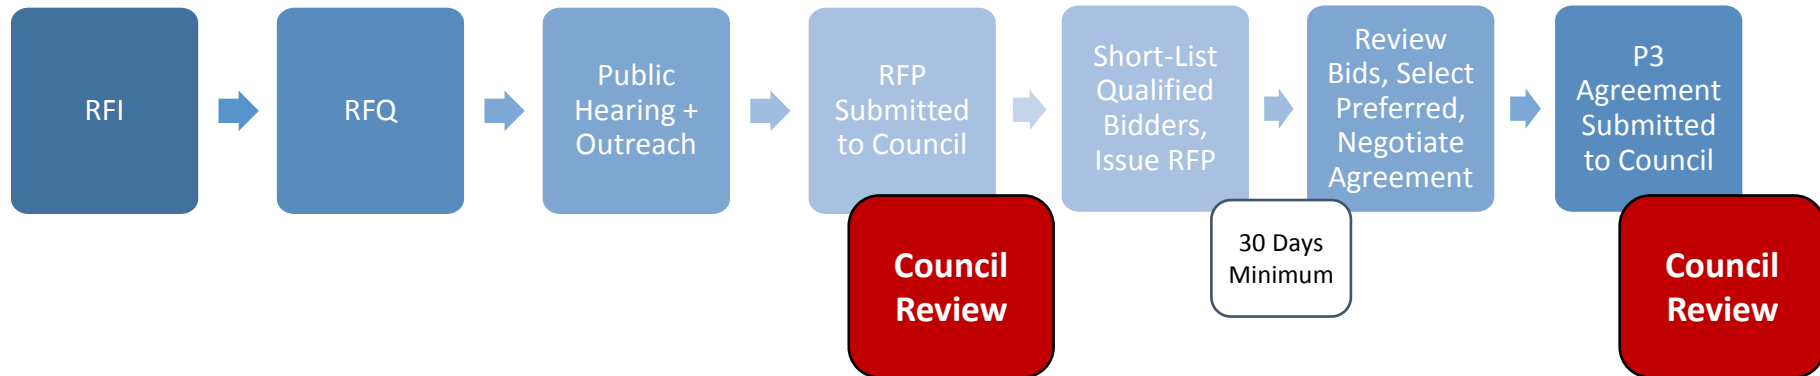 RFI
RFQ
Public
Hearing +
Outreach
RFP
Submitted
to Council
Council
Review
Short-List
Qualified
Bidders,
Issue RFP
30 Days
Minimum
Review
Bids, Select
Preferred,
Negotiate
Agreement
P3
Agreement
Submitted
to Council
Council
Review